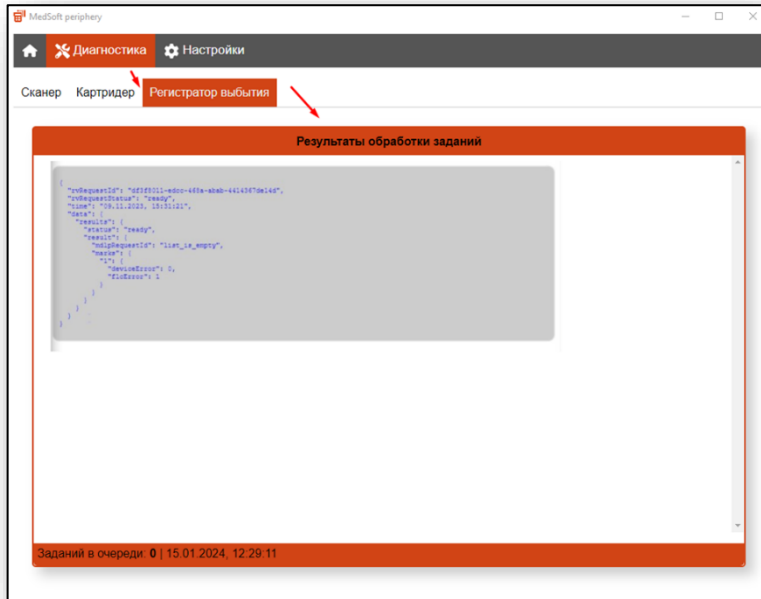 MedSoft periphery
Диагностика Настройки
Сканер Картридер Регистратор выбытия
Результаты обработки заданий
{
"rvRequestId": "df3f8011-edcc-468a-abab-4414367de14d",
"rvRequestStatus": "ready",
"time": "09.11.2023, 15:31:21",
"data": {
"results": {
"status": "ready",
"result": {
"mdlpRequestId": "list_is_empty",
"marks": {
"1": {
"deviceError": 0,
"flcError": 1
}
}
}
}
}
}
Заданий в очереди: 0 | 15.01.2024, 12:29:11